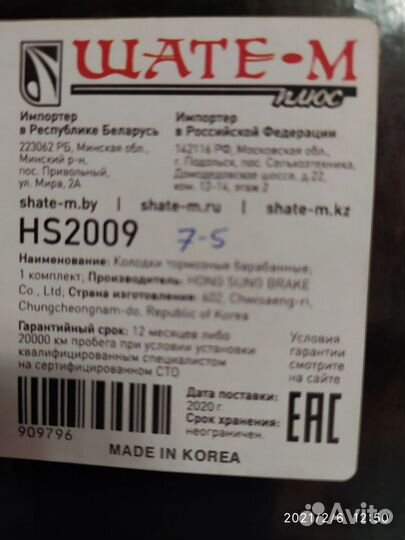 ШАТЕ-М
ПЛЮС
Импортер
в Республике Беларусь
223062 РБ, Минская обл.,
Минский р-н,
пос. Привольный,
ул. Мира, 2А
Импортер
в Российской Федерации
142116 РФ, Московская обл.,
г. Подольск, пос. Сельхозтехника,
Домодедовское шоссе, д.22,
ком. 12-14, этаж 2
shate-m.by | shate-m.ru | shate-m.kz
HS2009 7-5
Наименование: Колодки тормозные барабанные,
1 комплект, Производитель: HONG SUNG BRAKE
Co., Ltd, Страна изготовления: 602, Chwisaeng-ri,
Chungcheongnam-do, Republic of Korea
Гарантийный срок: 12 месяцев либо
20000 км пробега при условии установки
квалифицированным специалистом
на сертифицированном СТО
Условия
гарантии
смотрите
на сайте
909796
Дата поставки:
2020 г.
Срок хранения:
неограничен.
EAC
MADE IN KOREA
2021/2/6 12:50
Avito